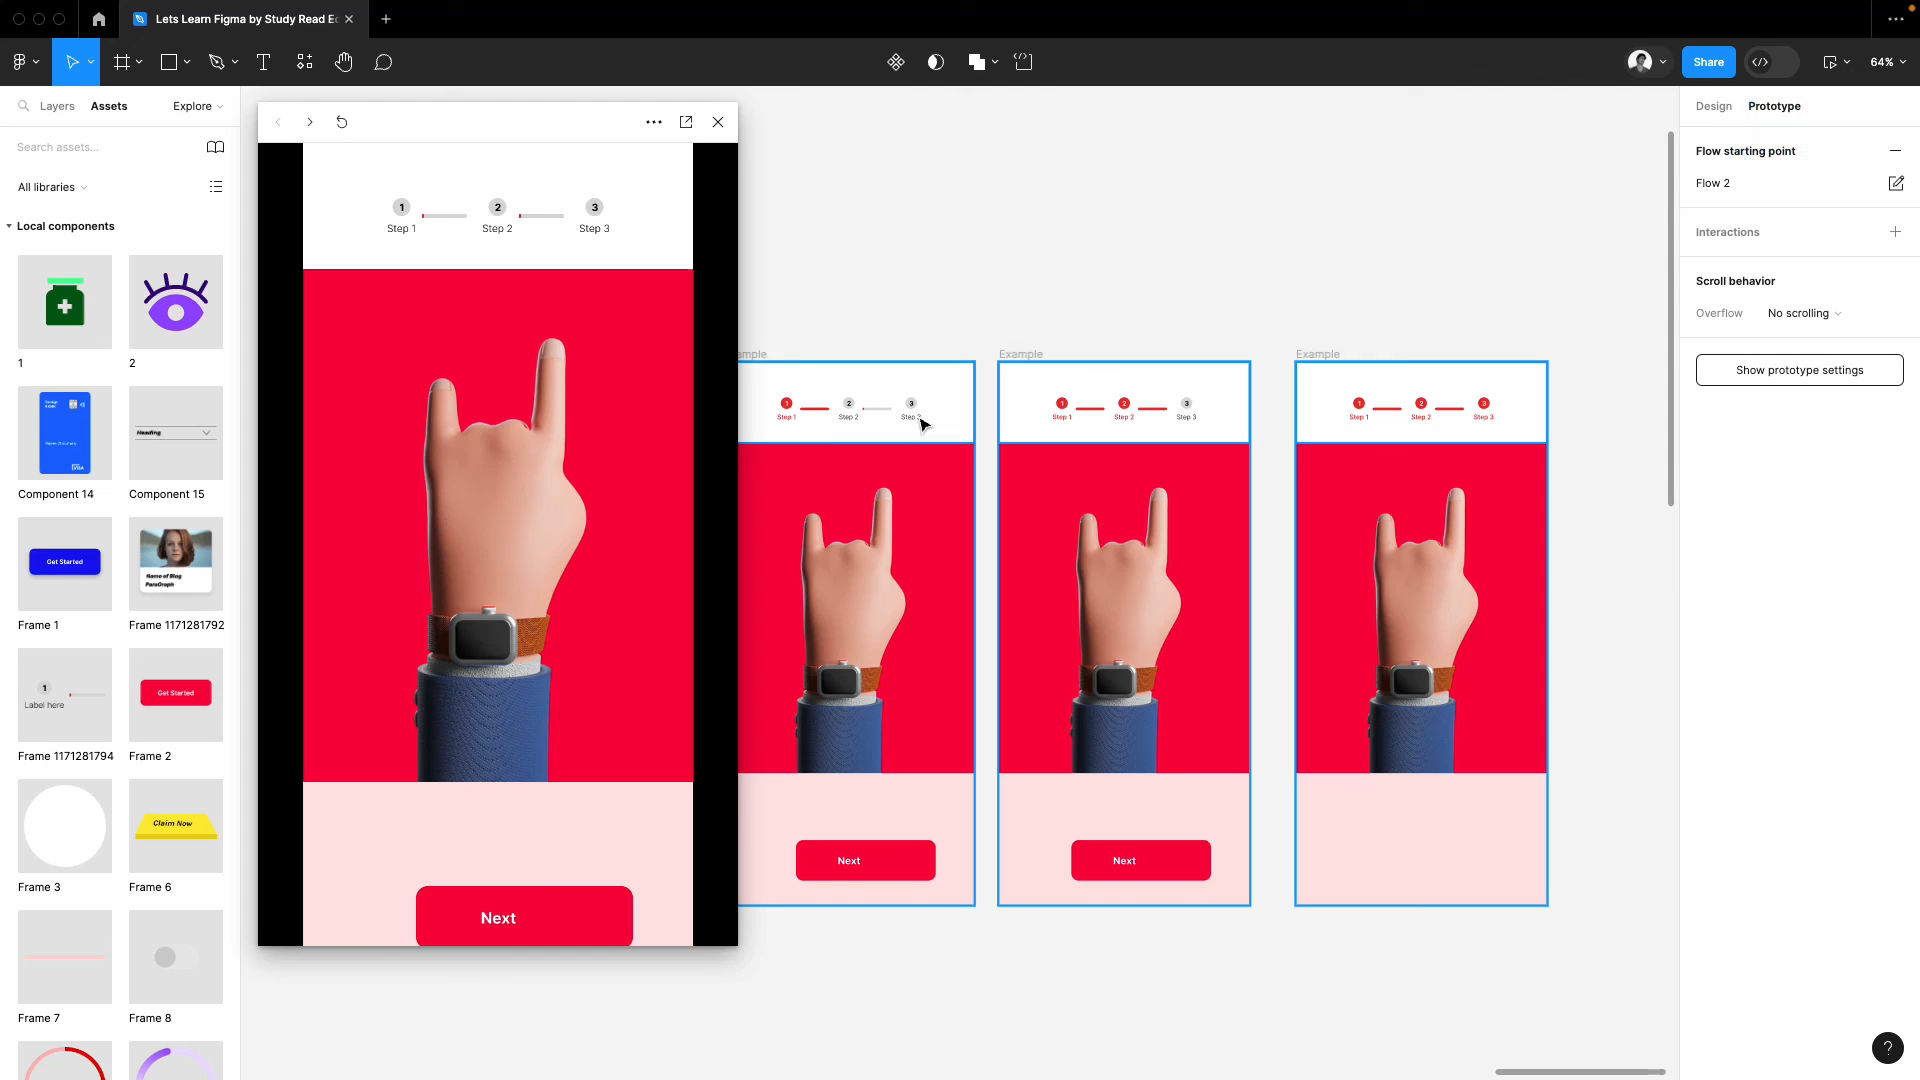 Lets Learn Figma by Study Read E
Share
64%
Layers
Assets
Explore
Search assets...
All libraries
Local components
1
2
Component 14
Heading
Component 15
Get Started
Frame 1
Name of Blog
ParaGraph
Frame 1171281792
1
Label here
Frame 1171281794
Get Started
Frame 2
Frame 3
Claim Now
Frame 6
Frame 7
Frame 8
1
Step 1
2
Step 2
3
Step 3
Next
ample
1
Step 1
2
Step 2
3
Step
Next
Example
1
Step 1
2
Step 2
3
Step 3
Next
Example
1
Step 1
2
Step 2
3
Step 3
Design
Prototype
Flow starting point
Flow 2
Interactions
Scroll behavior
Overflow
No scrolling
Show prototype settings
?